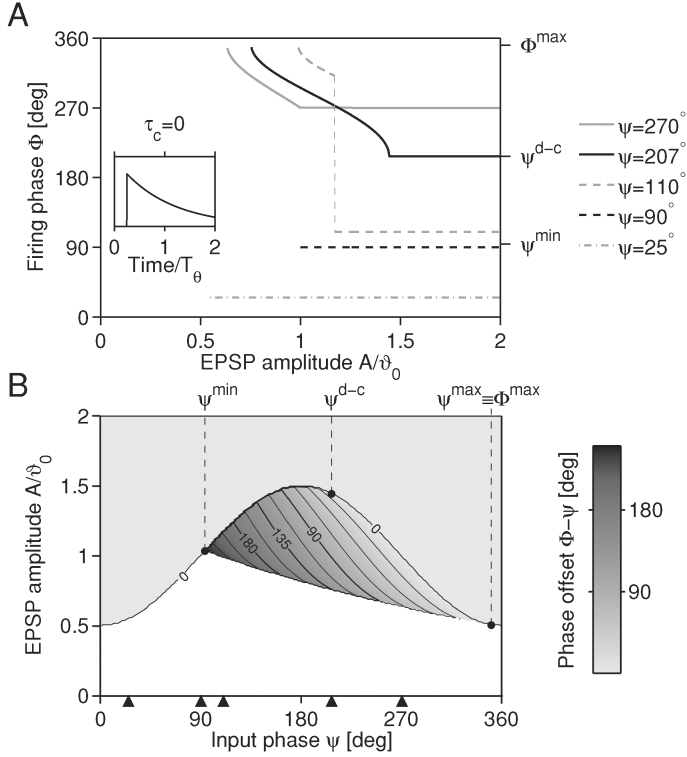 A
Firing phase Φ [deg]
360
270
180
90
0
τc=0
0 1 2
Time/Tθ
0 0.5 1 1.5 2
EPSP amplitude A/ϑ0
Φmax
ψd−c
ψmin
ψ=270°
ψ=207°
ψ=110°
ψ=90°
ψ=25°
B
ψmin ψd−c ψmax≡Φmax
EPSP amplitude A/ϑ0
2
1.5
1
0.5
0
0
180
135
90
0
0 90 180 270 360
Input phase ψ [deg]
Phase offset Φ−ψ [deg]
180
90